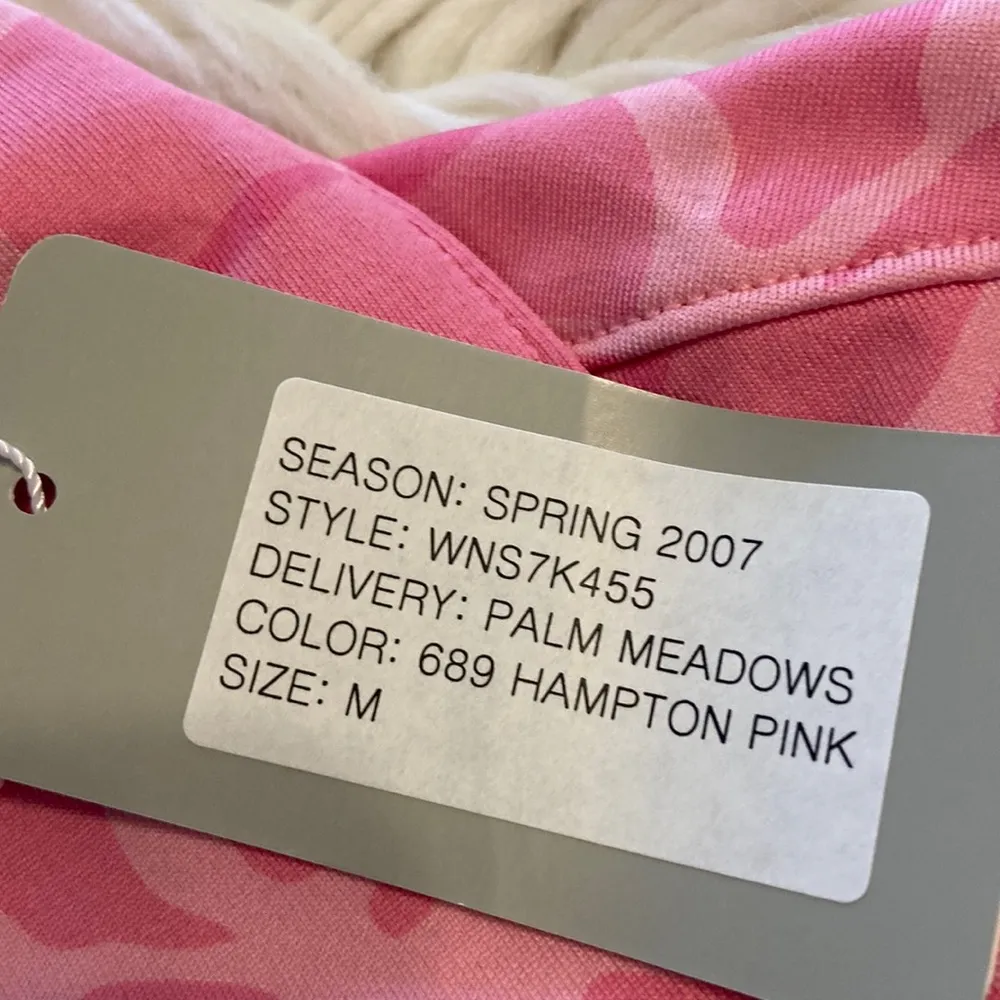 SEASON: SPRING 2007
STYLE: WNS7K455
DELIVERY: PALM MEADOWS
COLOR: 689 HAMPTON PINK
SIZE: M